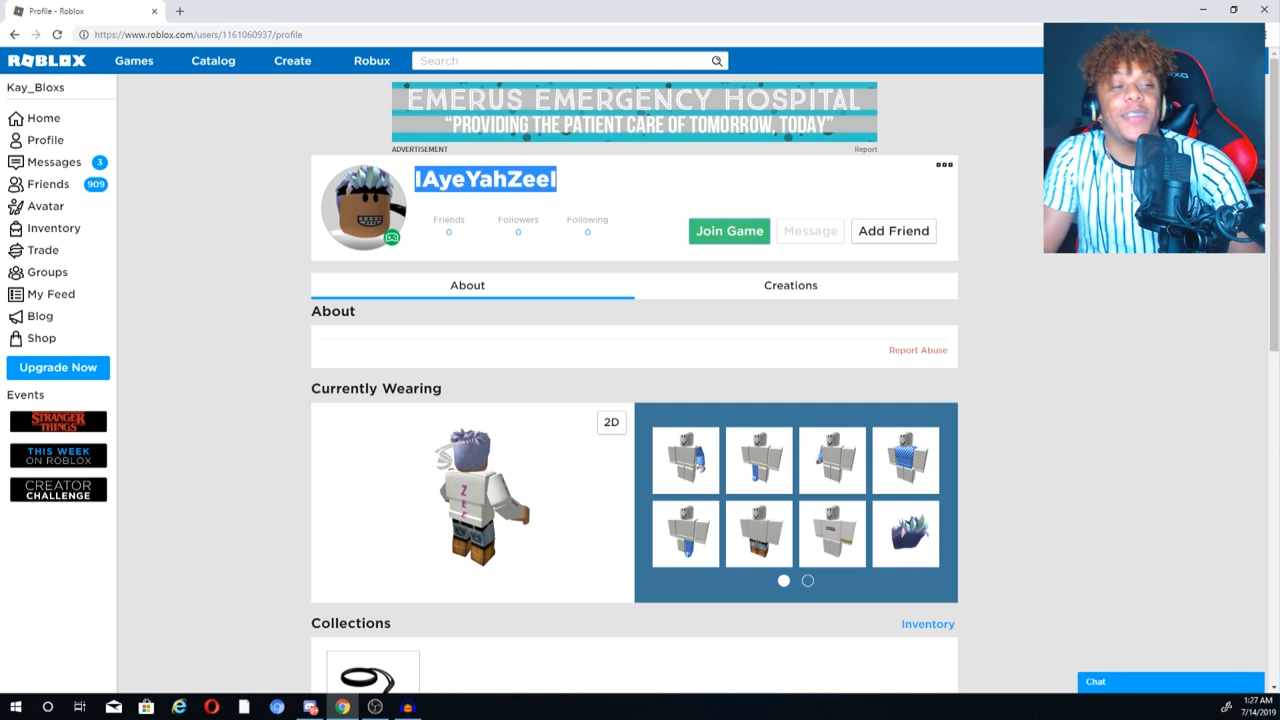 Profile - Roblox
https://www.roblox.com/users/1161060937/profile
ROBLOX
Games
Catalog
Create
Robux
Search
Kay_Bloxs
Home
Profile
Messages 3
Friends 909
Avatar
Inventory
Trade
Groups
My Feed
Blog
Shop
Upgrade Now
Events
STRANGER
THINGS
THIS WEEK
ON ROBLOX
CREATOR
CHALLENGE
EMERUS EMERGENCY HOSPITAL
"PROVIDING THE PATIENT CARE OF TOMORROW, TODAY"
ADVERTISEMENT
Report
lAyeYahZeel
Friends
Followers
Following
0
0
0
Join Game
Message
Add Friend
About
Creations
About
Report Abuse
Currently Wearing
2D
ZEE
Collections
Inventory
Chat
1:27 AM
7/14/2019